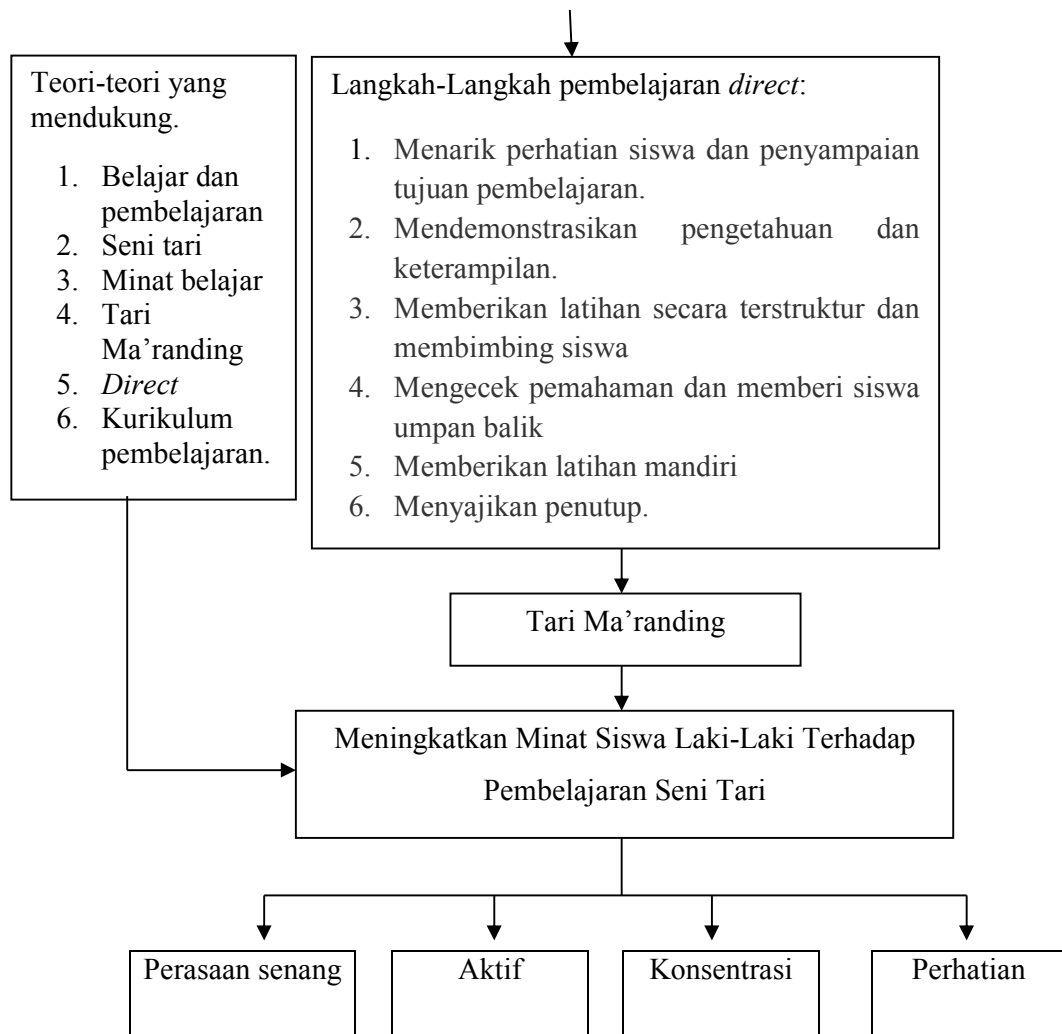 Teori-teori yang
mendukung.
1. Belajar dan
pembelajaran
2. Seni tari
3. Minat belajar
4. Tari
Ma’randing
5. Direct
6. Kurikulum
pembelajaran.
Langkah-Langkah pembelajaran direct:
1. Menarik perhatian siswa dan penyampaian
tujuan pembelajaran.
2. Mendemonstrasikan pengetahuan dan
keterampilan.
3. Memberikan latihan secara terstruktur dan
membimbing siswa
4. Mengecek pemahaman dan memberi siswa
umpan balik
5. Memberikan latihan mandiri
6. Menyajikan penutup.
Tari Ma’randing
Meningkatkan Minat Siswa Laki-Laki Terhadap
Pembelajaran Seni Tari
Perasaan senang
Aktif
Konsentrasi
Perhatian